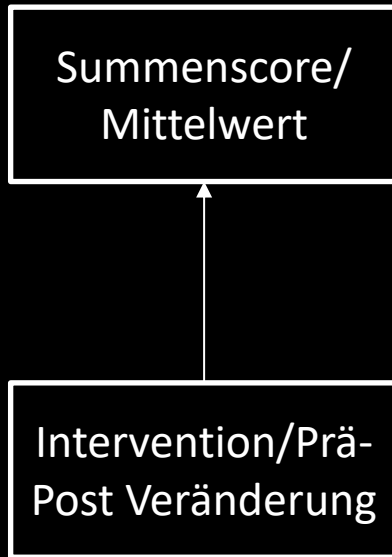 Summenscore/
Mittelwert
Intervention/Prä-
Post Veränderung